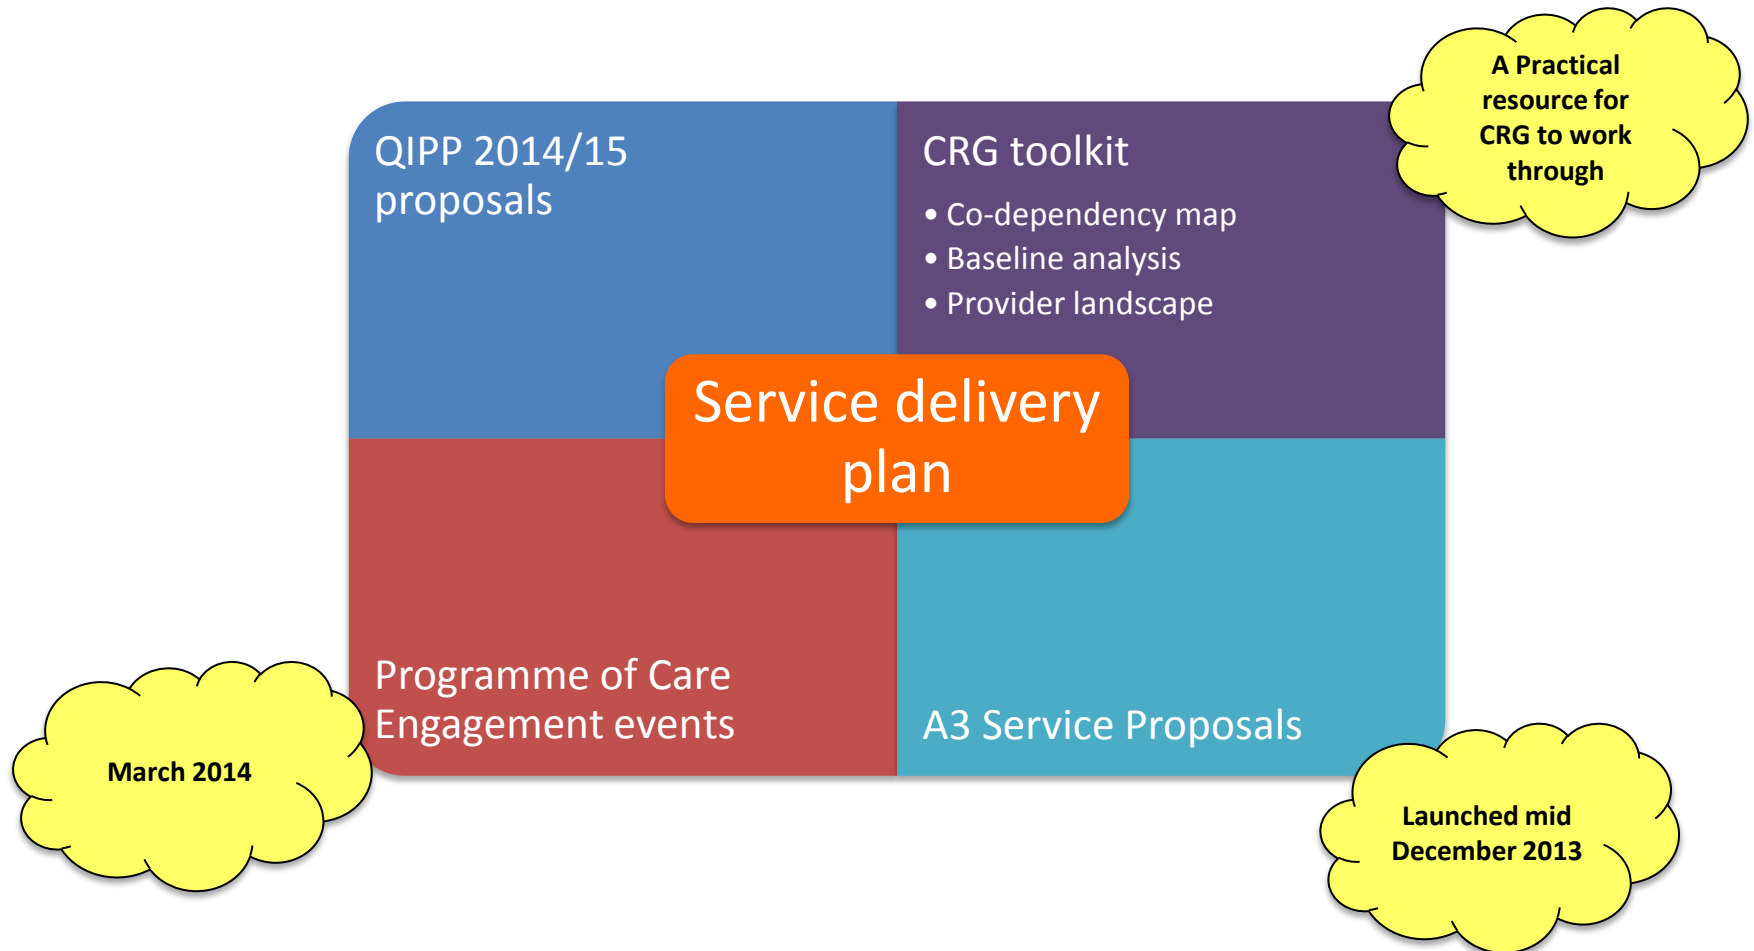 QIPP 2014/15
proposals
CRG toolkit
• Co-dependency map
• Baseline analysis
• Provider landscape
A Practical
resource for
CRG to work
through
Service delivery
plan
Programme of Care
Engagement events
A3 Service Proposals
March 2014
Launched mid
December 2013